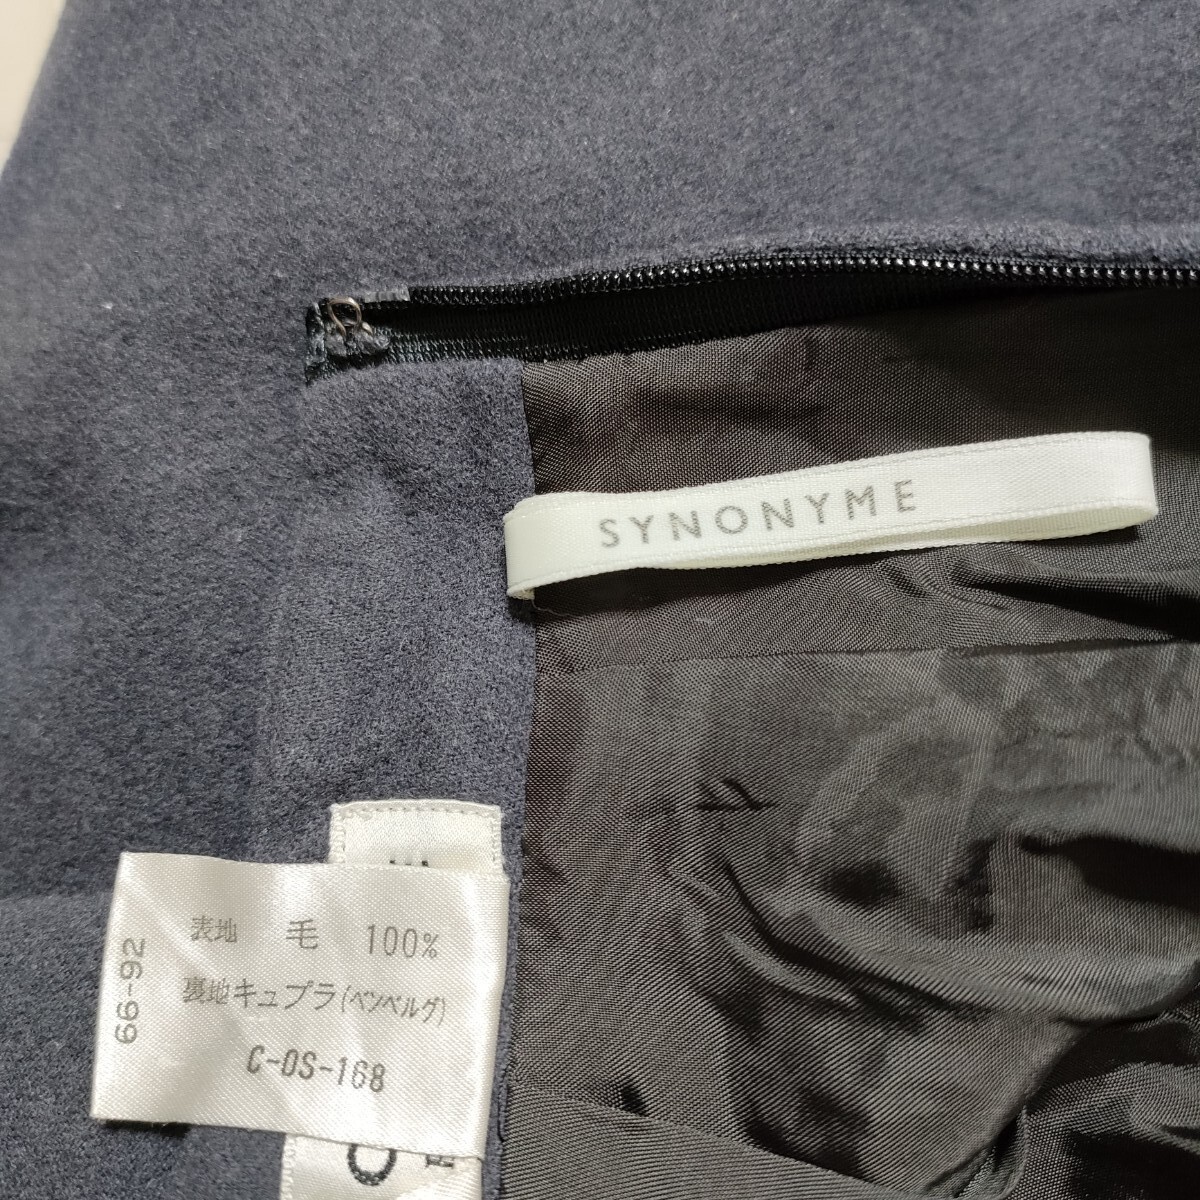 SYNONYME
表地 毛 100%
裏地キュプラ(ベンベルグ)
C-OS-168
66-92